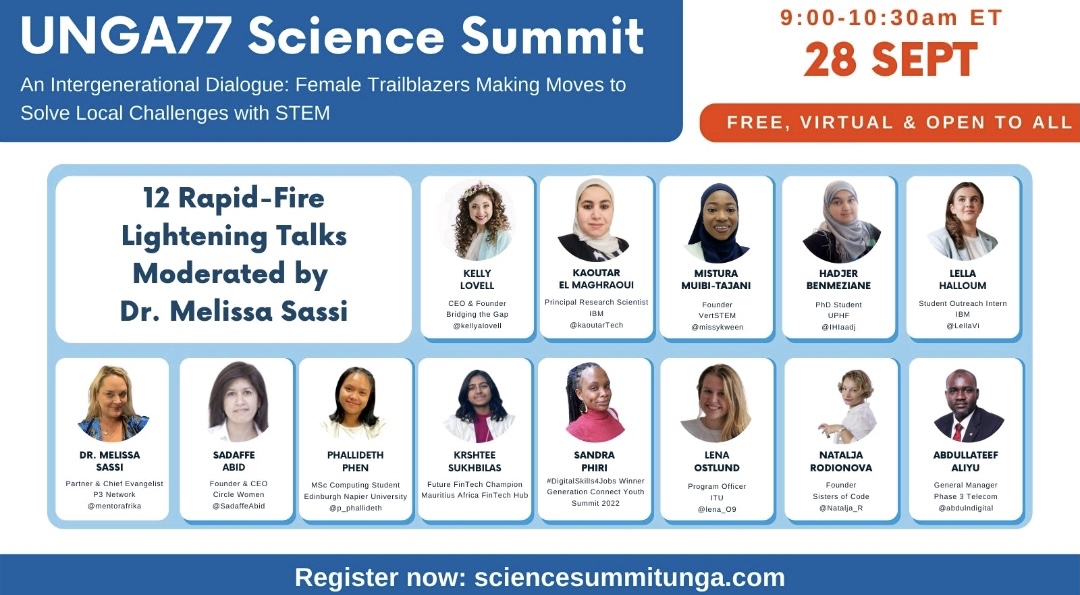 UNGA77 Science Summit
An Intergenerational Dialogue: Female Trailblazers Making Moves to
Solve Local Challenges with STEM
9:00-10:30am ET
28 SEPT
FREE, VIRTUAL & OPEN TO ALL
12 Rapid-Fire
Lightening Talks
Moderated by
Dr. Melissa Sassi
KELLY
LOVELL
CEO & Founder
Bridging the Gap
@kellyalovell
KAOUTAR
EL MAGHRAOUI
Principal Research Scientist
IBM
@kaoutarTech
MISTURA
MUIBI-TAJANI
Founder
VertSTEM
@missykween
HADJER
BENMEZIANE
PhD Student
UPHF
@IHIaadj
LELLA
HALLOUM
Student Outreach Intern
IBM
@LellaVi
DR. MELISSA
SASSI
Partner & Chief Evangelist
P3 Network
@mentorafrika
SADAFFE
ABID
Founder & CEO
Circle Women
@SadaffeAbid
PHALLIDETH
PHEN
MSc Computing Student
Edinburgh Napier University
@p_phallideth
KRSHTEE
SUKHBILAS
Future FinTech Champion
Mauritius Africa FinTech Hub
SANDRA
PHIRI
#DigitalSkills4Jobs Winner
Generation Connect Youth
Summit 2022
LENA
OSTLUND
Program Officer
ITU
@lena_O9
NATALJA
RODIONOVA
Founder
Sisters of Code
@Natalja_R
ABDULLATEEF
ALIYU
General Manager
Phase 3 Telecom
@abdulndigital
Register now: sciencesummitunga.com